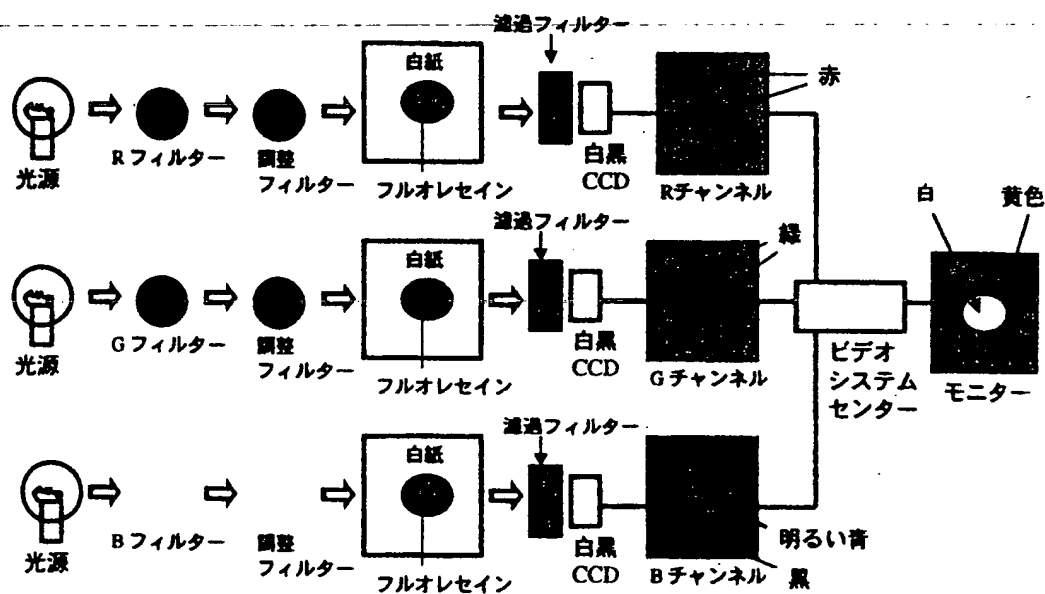 濾過フィルター
白紙
光源
Rフィルター
調整
フィルター
フルオレセイン
白黒
CCD
Rチャンネル
赤
濾過フィルター
白紙
光源
Gフィルター
調整
フィルター
フルオレセイン
白黒
CCD
Gチャンネル
緑
白
黄色
ビデオ
システム
センター
モニター
濾過フィルター
白紙
光源
Bフィルター
調整
フィルター
フルオレセイン
白黒
CCD
Bチャンネル
明るい青
黒